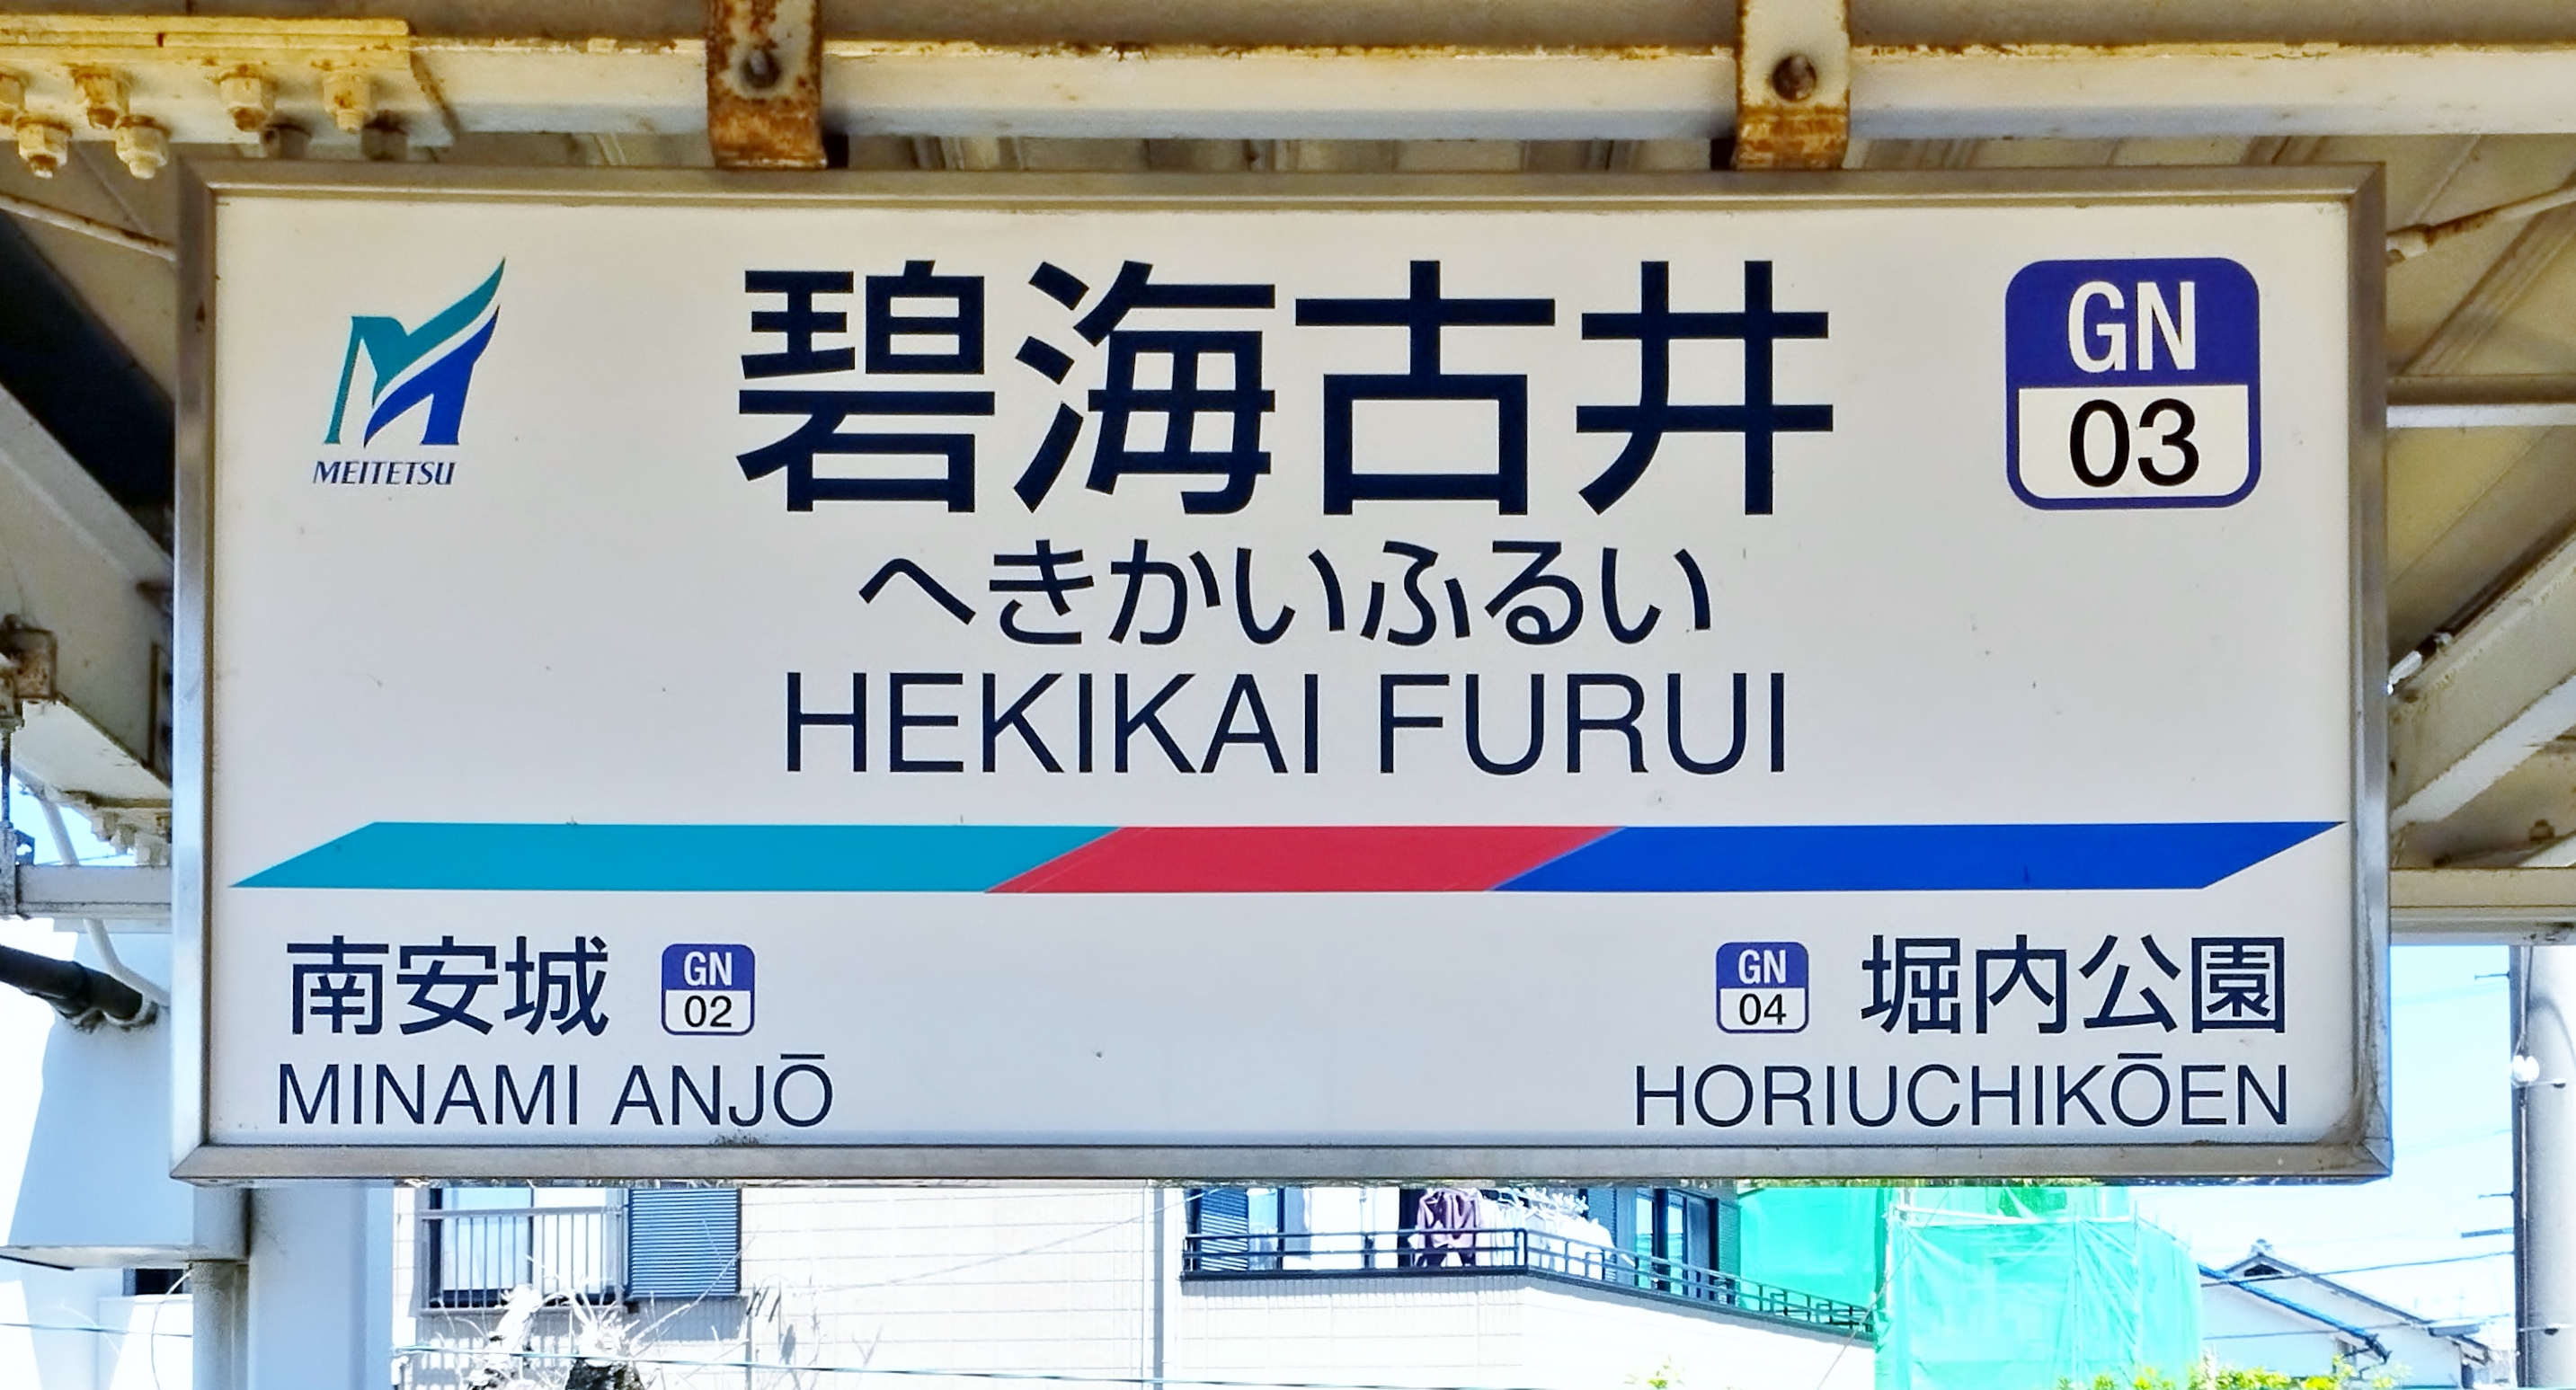 MEITETSU
碧海古井
GN
03
へきかいふるい
HEKIKAI FURUI
南安城
GN
02
MINAMI ANJŌ
GN
04
堀内公園
HORIUCHIKŌEN